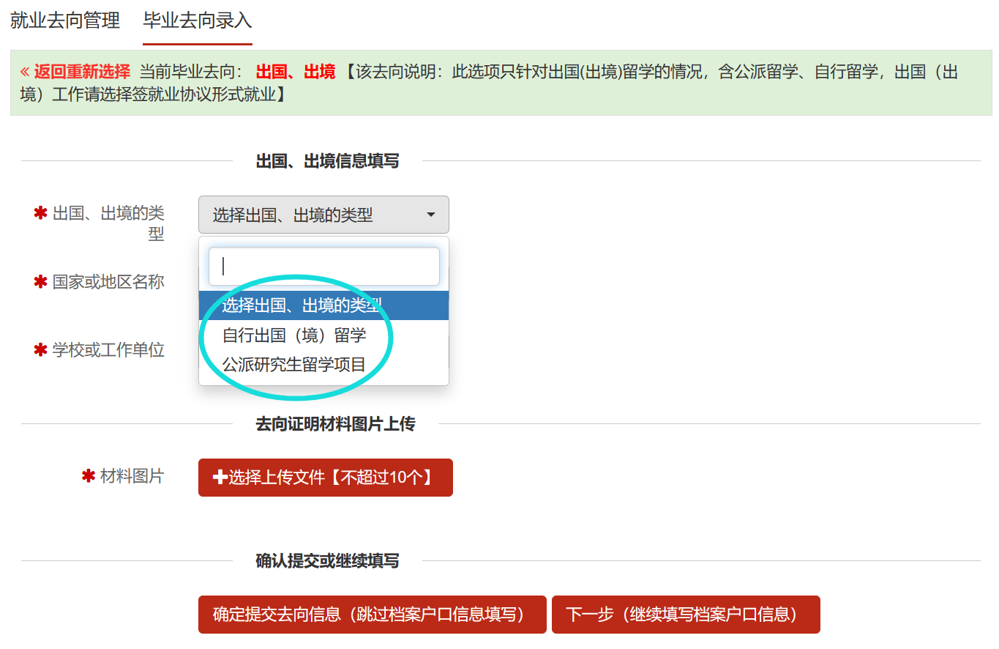 就业去向管理 毕业去向录入
« 返回重新选择 当前毕业去向： 出国、出境【该去向说明：此选项只针对出国(出境)留学的情况，含公派留学、自行留学，出国（出
境）工作请选择签就业协议形式就业】
出国、出境信息填写
✱ 出国、出境的类
型
选择出国、出境的类型
选择出国、出境的类型
自行出国（境）留学
公派研究生留学项目
✱ 国家或地区名称
✱ 学校或工作单位
去向证明材料图片上传
✱ 材料图片
✚选择上传文件【不超过10个】
确认提交或继续填写
确定提交去向信息（跳过档案户口信息填写）
下一步（继续填写档案户口信息）